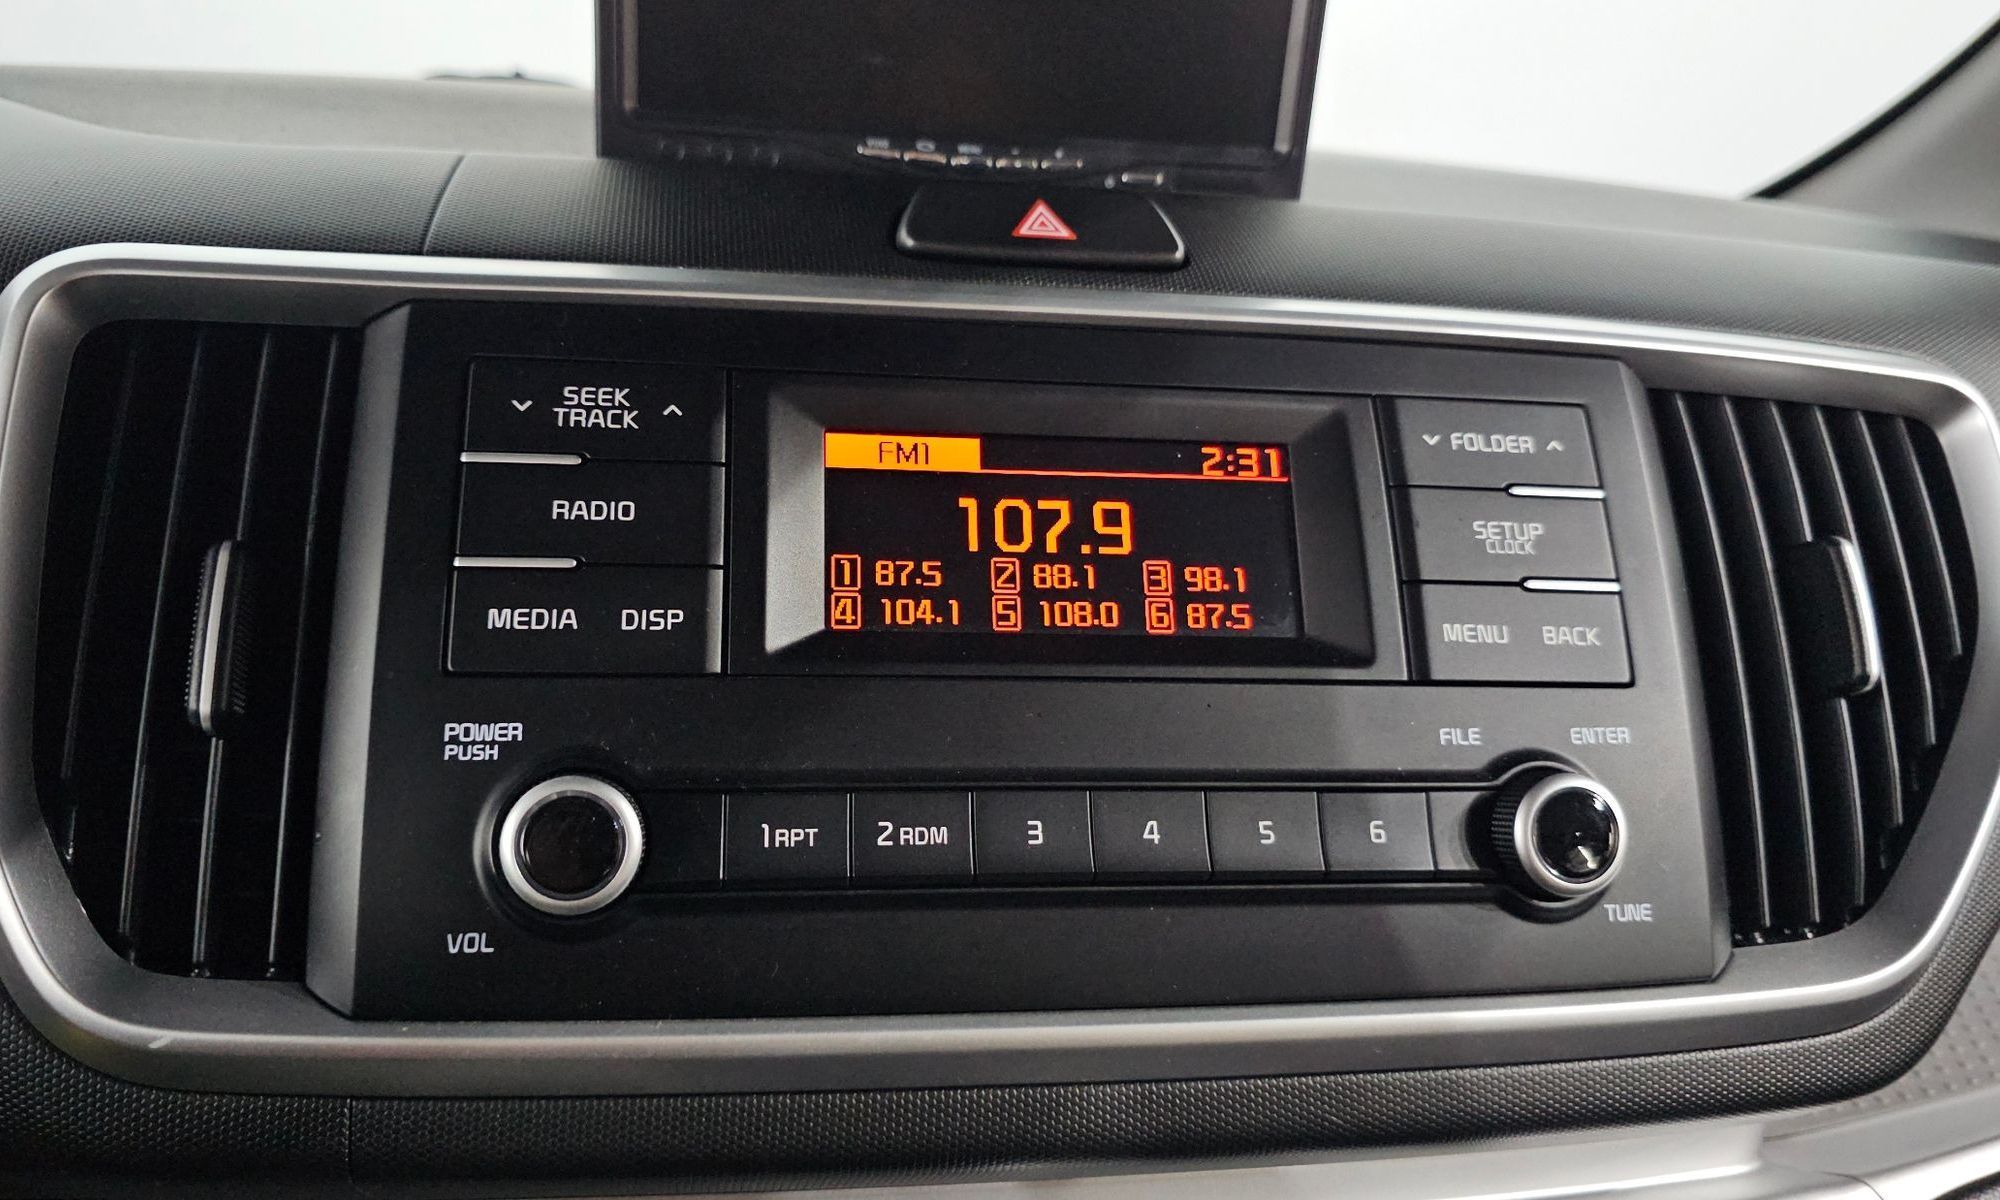 SEEK
TRACK
RADIO
MEDIA DISP
FM1 2:31
107.9
1 87.5 2 88.1 3 98.1
4 104.1 5 108.0 6 87.5
FOLDER
SETUP
CLOCK
MENU BACK
POWER
PUSH
VOL
1 RPT 2 RDM 3 4 5 6
FILE ENTER
TUNE